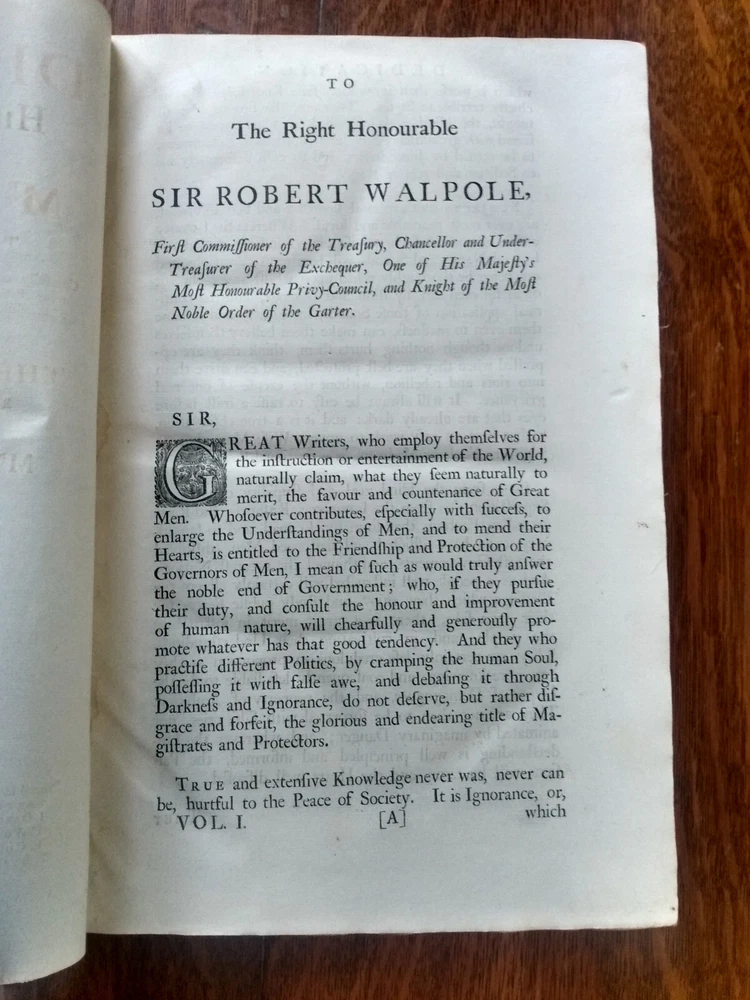 TO
The Right Honourable
SIR ROBERT WALPOLE,
Firſt Commiſſioner of the Treaſury, Chancellor and Under-
Treaſurer of the Exchequer, One of His Majeſty's
Moſt Honourable Privy-Council, and Knight of the Moſt
Noble Order of the Garter.
SIR,
GREAT Writers, who employ themſelves for
the inſtruction or entertainment of the World,
naturally claim, what they ſeem naturally to
merit, the favour and countenance of Great
Men. Whoſoever contributes, eſpecially with ſucceſs, to
enlarge the Underſtandings of Men, and to mend their
Hearts, is entitled to the Friendſhip and Protection of the
Governors of Men, I mean of ſuch as would truly anſwer
the noble end of Government; who, if they purſue
their duty, and conſult the honour and improvement
of human nature, will chearfully and generouſly pro-
mote whatever has that good tendency. And they who
practiſe different Politics, by cramping the human Soul,
poſſeſſing it with falſe awe, and debaſing it through
Darkneſs and Ignorance, do not deſerve, but rather diſ-
grace and forfeit, the glorious and endearing title of Ma-
giſtrates and Protectors.
TRUE and extenſive Knowledge never was, never can
be, hurtful to the Peace of Society. It is Ignorance, or,
VOL. I. [A] which